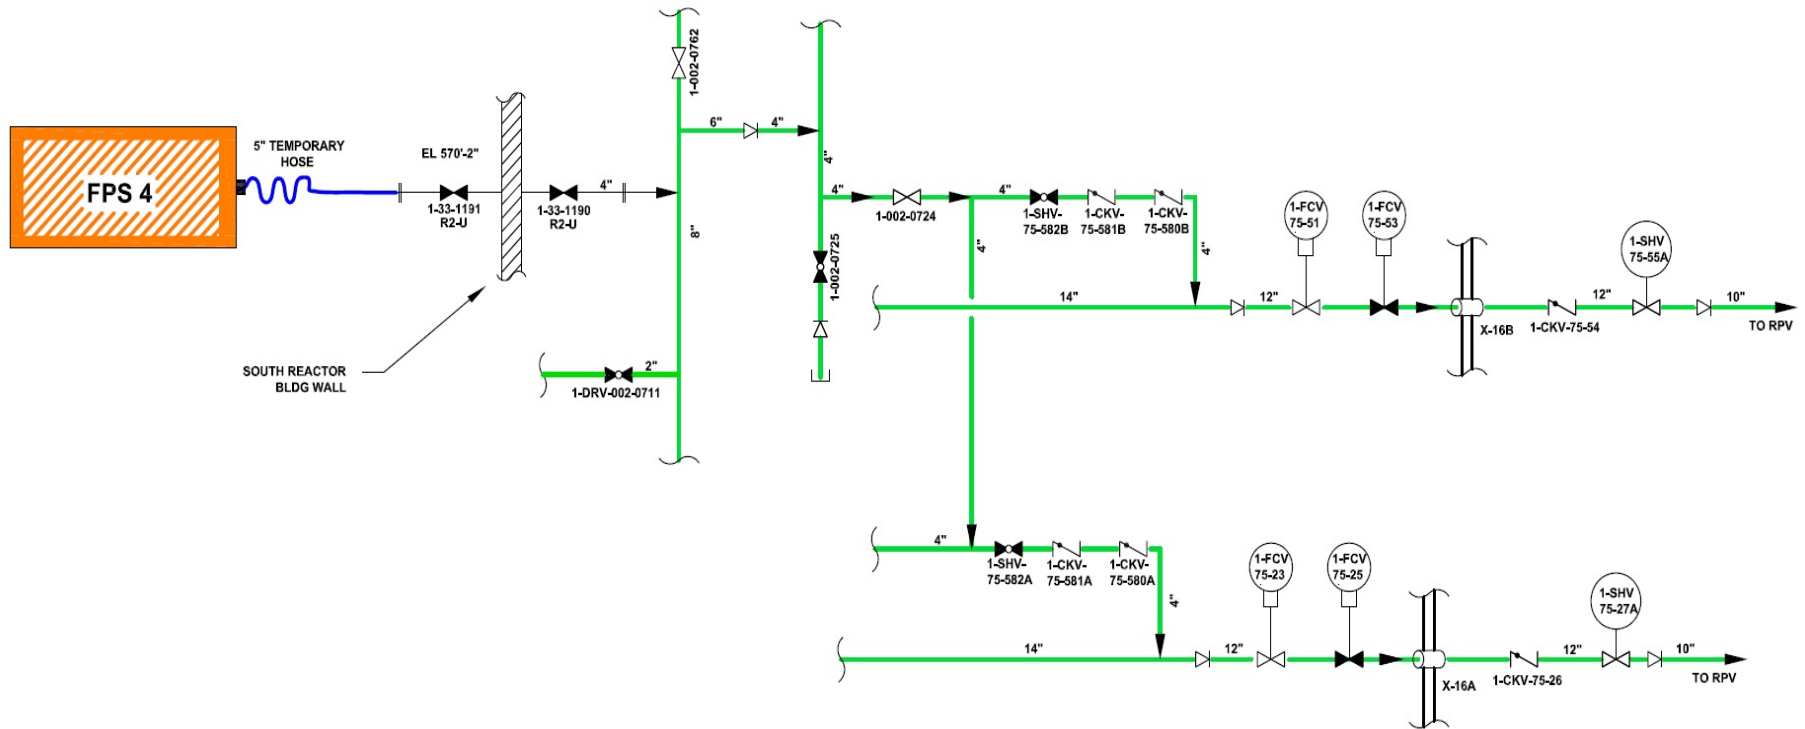 FPS 4
5" TEMPORARY
HOSE
EL 570'-2"
1-33-1191
R2-U
1-33-1190
R2-U
4"
SOUTH REACTOR
BLDG WALL
1-002-0762
6"
4"
8"
2"
1-DRV-002-0711
4"
4"
1-002-0724
1-002-0725
4"
4"
1-SHV-
75-582B
1-CKV-
75-581B
1-CKV-
75-580B
4"
14"
12"
1-FCV
75-51
1-FCV
75-53
X-16B
1-CKV-75-54
12"
1-SHV
75-55A
10"
TO RPV
4"
1-SHV-
75-582A
1-CKV-
75-581A
1-CKV-
75-580A
4"
14"
12"
1-FCV
75-23
1-FCV
75-25
X-16A
1-CKV-75-26
12"
1-SHV
75-27A
10"
TO RPV